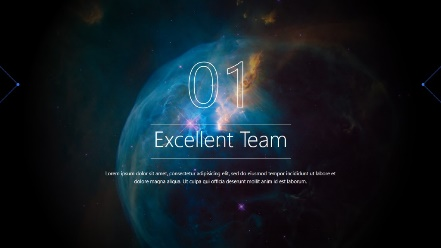 01
Excellent Team
Lorem ipsum dolor sit amet, consectetur adipisicing elit, sed do eiusmod tempor incididunt ut labore et
dolore magna aliqua. Ut culpa qui officia deserunt mollit anim id est laborum.